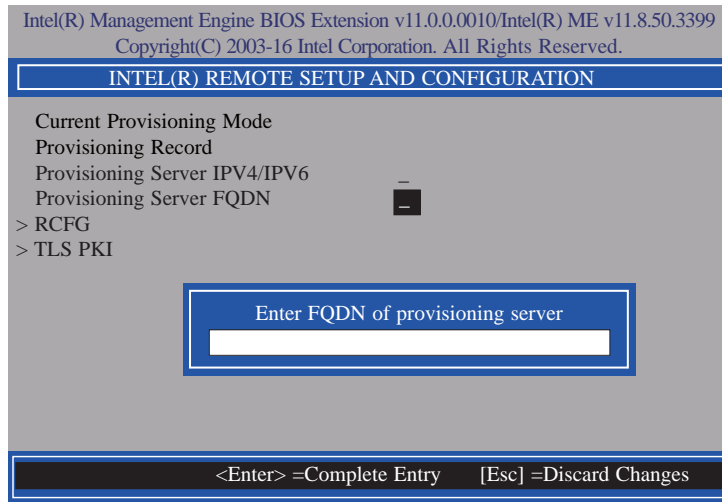 Intel(R) Management Engine BIOS Extension v11.0.0.0010/Intel(R) ME v11.8.50.3399
Copyright(C) 2003-16 Intel Corporation. All Rights Reserved.
INTEL(R) REMOTE SETUP AND CONFIGURATION
Current Provisioning Mode
Provisioning Record
Provisioning Server IPV4/IPV6 _
Provisioning Server FQDN _
> RCFG
> TLS PKI
Enter FQDN of provisioning server
<Enter> =Complete Entry [Esc] =Discard Changes